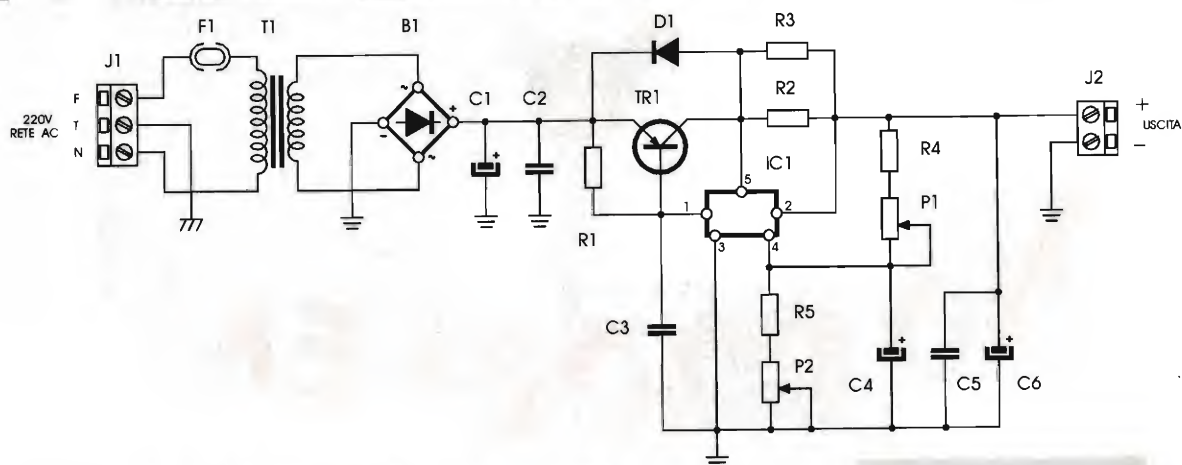 D1
R3
F1
T1
B1
J1
J2
C1
C2
TR1
R2
F
220V
RETE AC
T
N
~
+
-
~
+
+
USCITA
-
R4
IC1
5
P1
1
2
R1
3
4
R5
C3
P2
+
C4
C5
+
C6